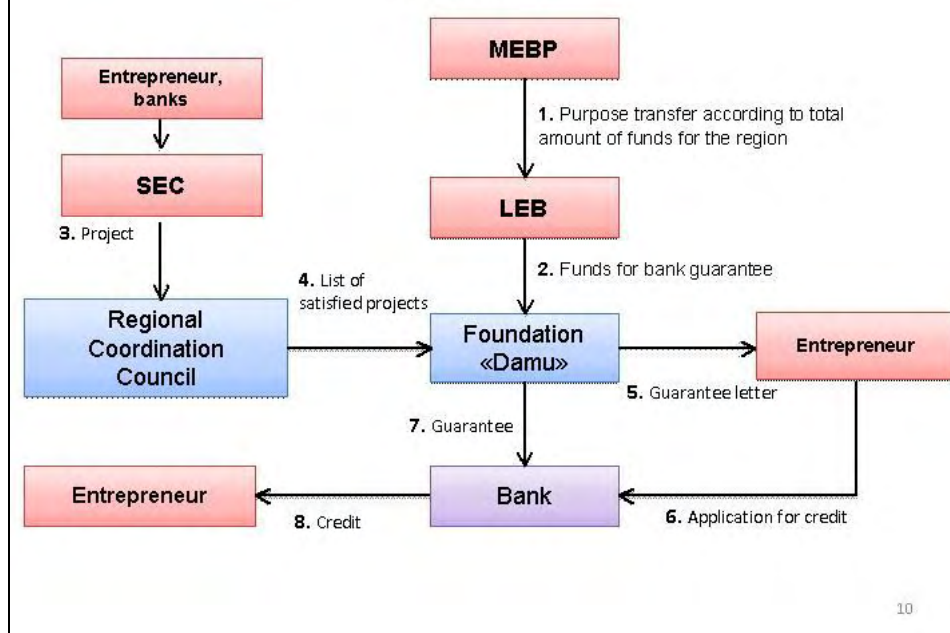 MEBP
Entrepreneur,
banks
1. Purpose transfer according to total
amount of funds for the region
SEC
LEB
3. Project
2. Funds for bank guarantee
4. List of
satisfied projects
Regional
Coordination
Council
Foundation
«Damu»
Entrepreneur
5. Guarantee letter
7. Guarantee
Entrepreneur
Bank
8. Credit
6. Application for credit
10